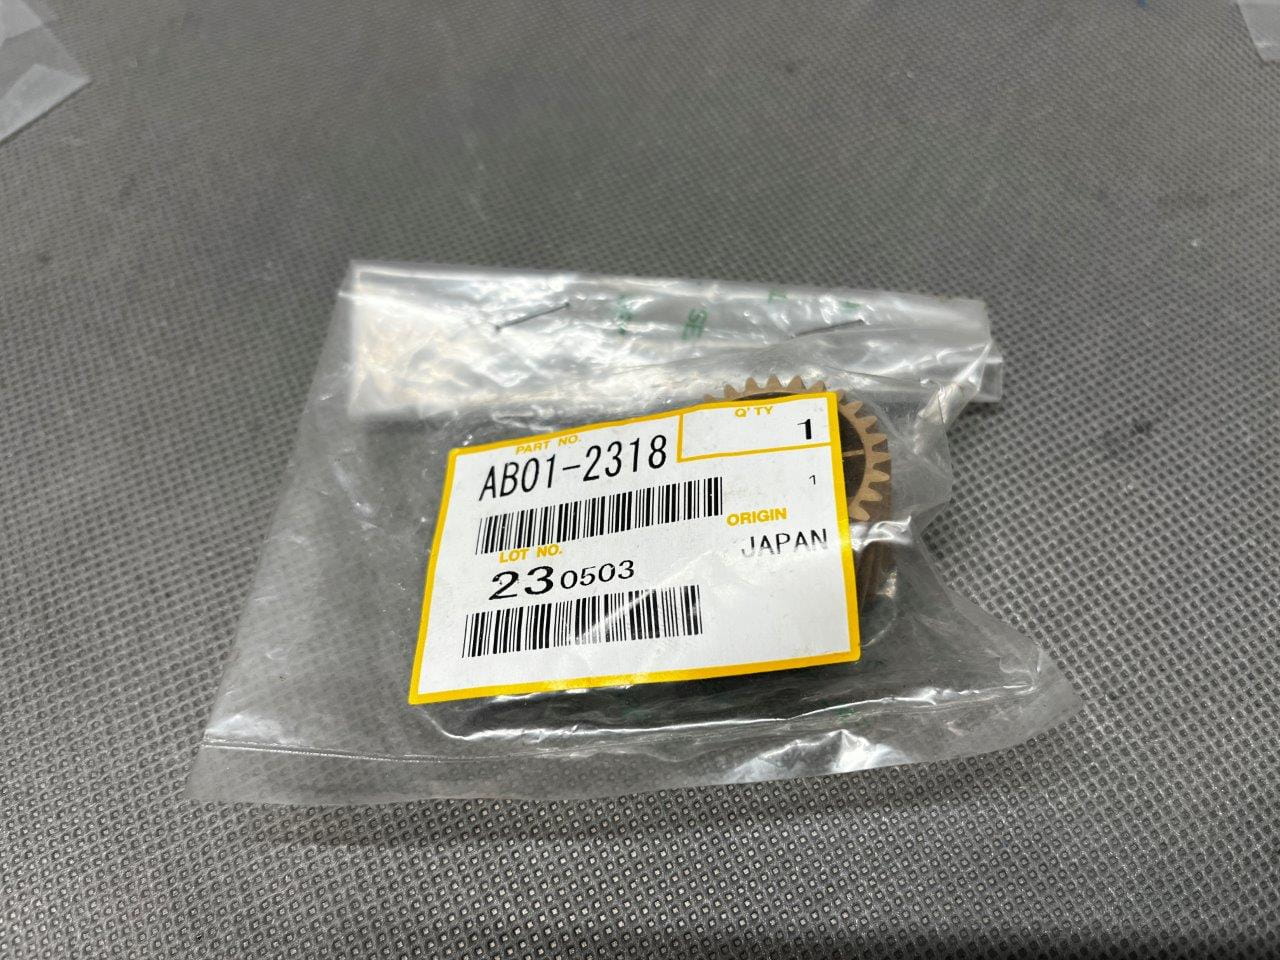 PART NO.
Q'TY
AB01-2318
1
1
ORIGIN
JAPAN
LOT NO.
230503